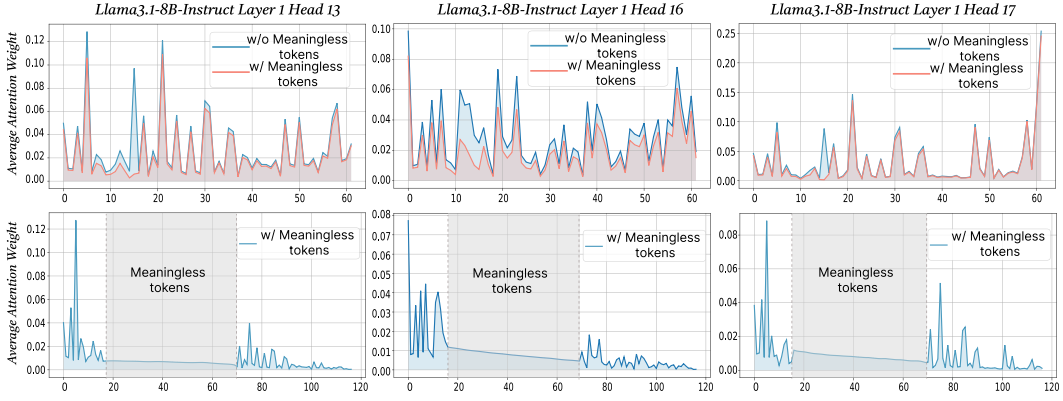 Llama3.1-8B-Instruct Layer 1 Head 13
Llama3.1-8B-Instruct Layer 1 Head 16
Llama3.1-8B-Instruct Layer 1 Head 17
Average Attention Weight
0.12
0.10
0.08
0.06
0.04
0.02
0.00
0 10 20 30 40 50 60
w/o Meaningless
tokens
w/ Meaningless
tokens
0.10
0.08
0.06
0.04
0.02
0.00
0 10 20 30 40 50 60
w/o Meaningless
tokens
w/ Meaningless
tokens
0.25
0.20
0.15
0.10
0.05
0.00
0 10 20 30 40 50 60
w/o Meaningless
tokens
w/ Meaningless
tokens
Average Attention Weight
0.12
0.10
0.08
0.06
0.04
0.02
0.00
0 20 40 60 80 100 120
Meaningless
tokens
w/ Meaningless
tokens
0.08
0.07
0.06
0.05
0.04
0.03
0.02
0.01
0.00
0 20 40 60 80 100 120
Meaningless
tokens
w/ Meaningless
tokens
0.08
0.06
0.04
0.02
0.00
0 20 40 60 80 100 120
Meaningless
tokens
w/ Meaningless
tokens